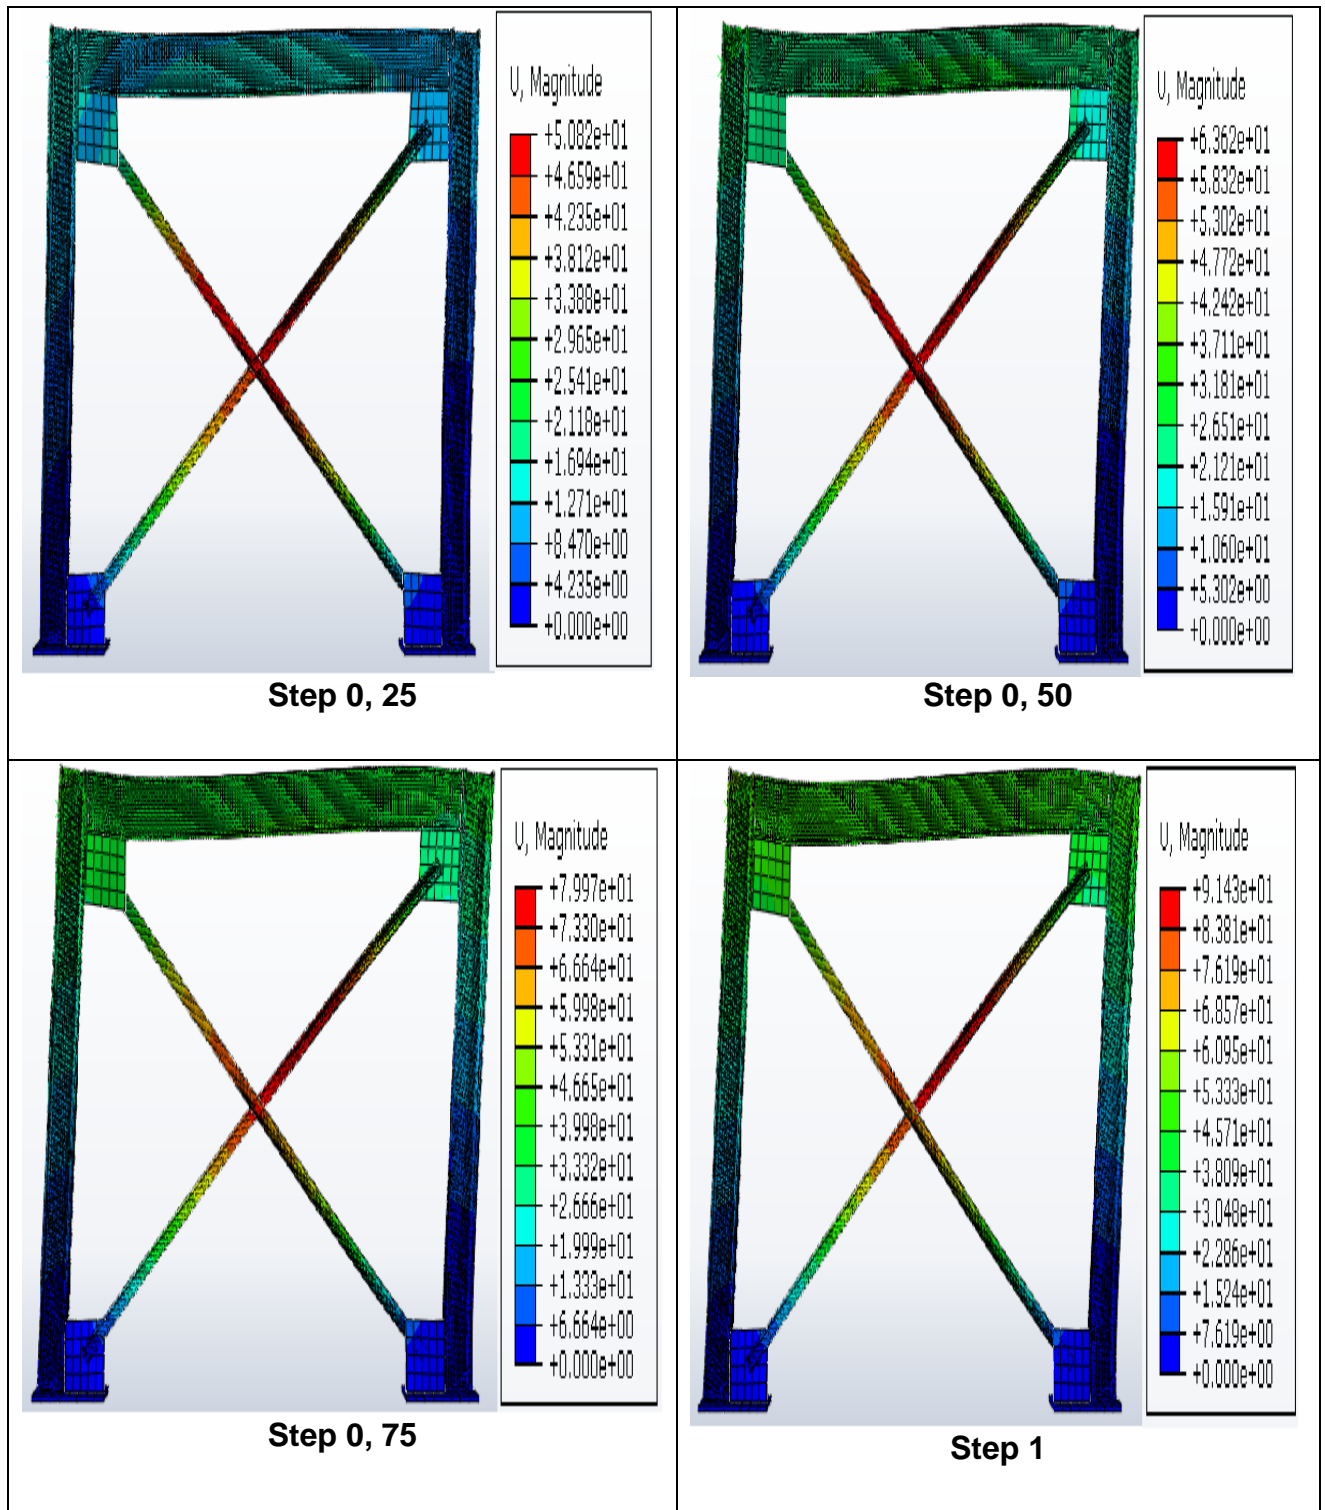 U, Magnitude
+5.082e+01
+4.659e+01
+4.235e+01
+3.812e+01
+3.388e+01
+2.965e+01
+2.541e+01
+2.118e+01
+1.694e+01
+1.271e+01
+8.470e+00
+4.235e+00
+0.000e+00
Step 0, 25
U, Magnitude
+6.362e+01
+5.832e+01
+5.302e+01
+4.772e+01
+4.242e+01
+3.711e+01
+3.181e+01
+2.651e+01
+2.121e+01
+1.591e+01
+1.060e+01
+5.302e+00
+0.000e+00
Step 0, 50
U, Magnitude
+7.997e+01
+7.330e+01
+6.664e+01
+5.998e+01
+5.331e+01
+4.665e+01
+3.998e+01
+3.332e+01
+2.666e+01
+1.999e+01
+1.333e+01
+6.664e+00
+0.000e+00
Step 0, 75
U, Magnitude
+9.143e+01
+8.381e+01
+7.619e+01
+6.857e+01
+6.095e+01
+5.333e+01
+4.571e+01
+3.809e+01
+3.048e+01
+2.286e+01
+1.524e+01
+7.619e+00
+0.000e+00
Step 1